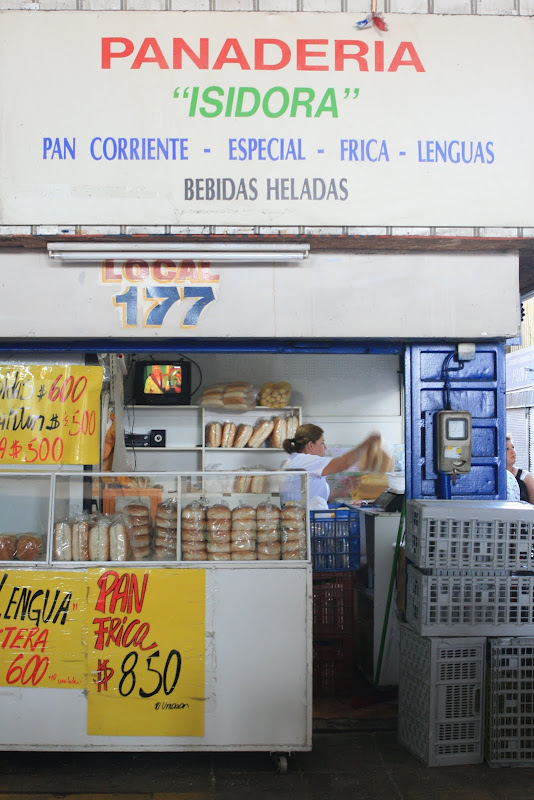 PANADERIA
"ISIDORA"
PAN CORRIENTE - ESPECIAL - FRICA - LENGUAS
BEBIDAS HELADAS
LOCAL
177
$600
$500
$500
LENGUA"
600
PAN
FRICA
$850